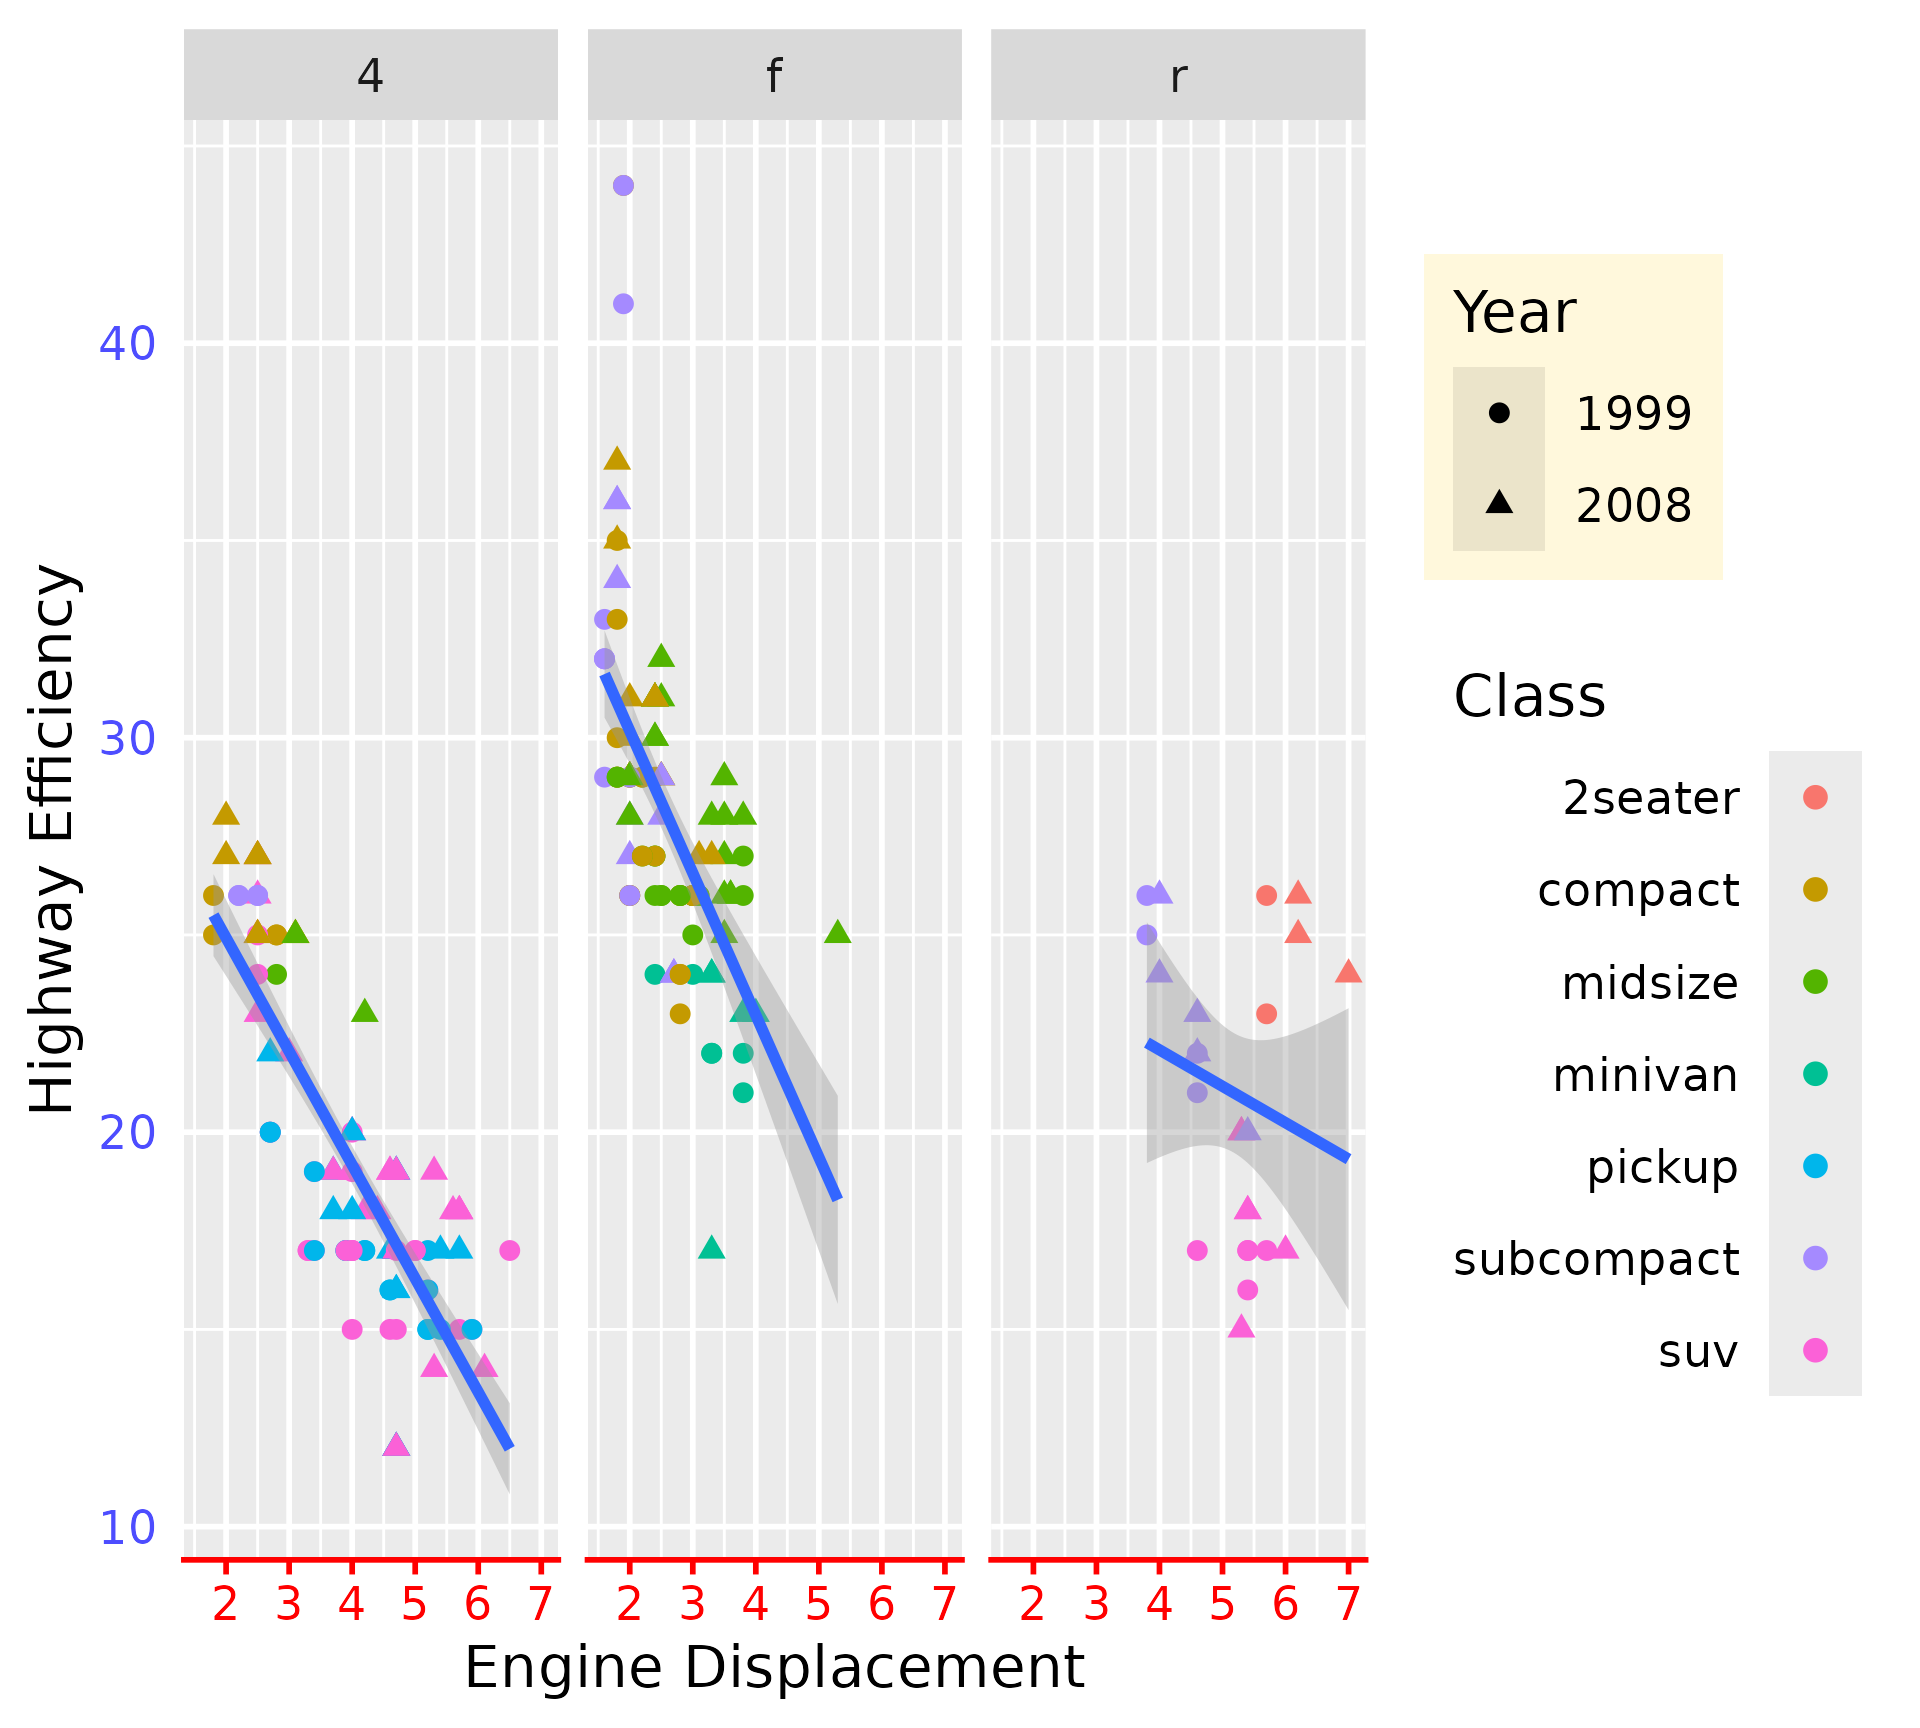 4 f r
Highway Efficiency
40
30
20
10
2 3 4 5 6 7 2 3 4 5 6 7 2 3 4 5 6 7
Engine Displacement
Year
1999
2008
Class
2seater
compact
midsize
minivan
pickup
subcompact
suv